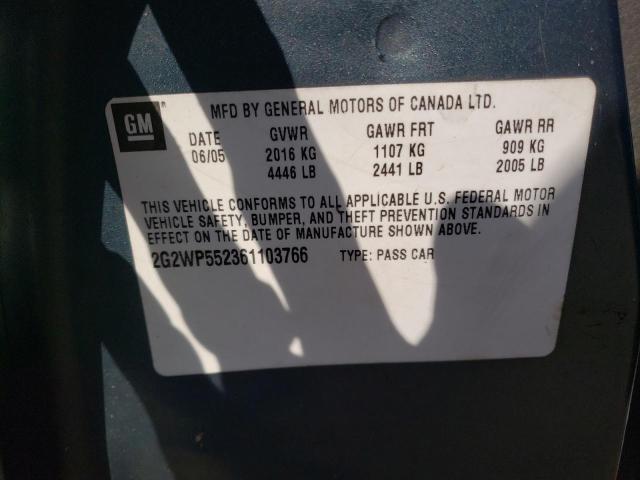 GM
MFD BY GENERAL MOTORS OF CANADA LTD.
DATE GVWR GAWR FRT GAWR RR
06/05 2016 KG 1107 KG 909 KG
4446 LB 2441 LB 2005 LB
THIS VEHICLE CONFORMS TO ALL APPLICABLE U.S. FEDERAL MOTOR
VEHICLE SAFETY, BUMPER, AND THEFT PREVENTION STANDARDS IN
EFFECT ON THE DATE OF MANUFACTURE SHOWN ABOVE.
2G2WP552361103766 TYPE: PASS CAR